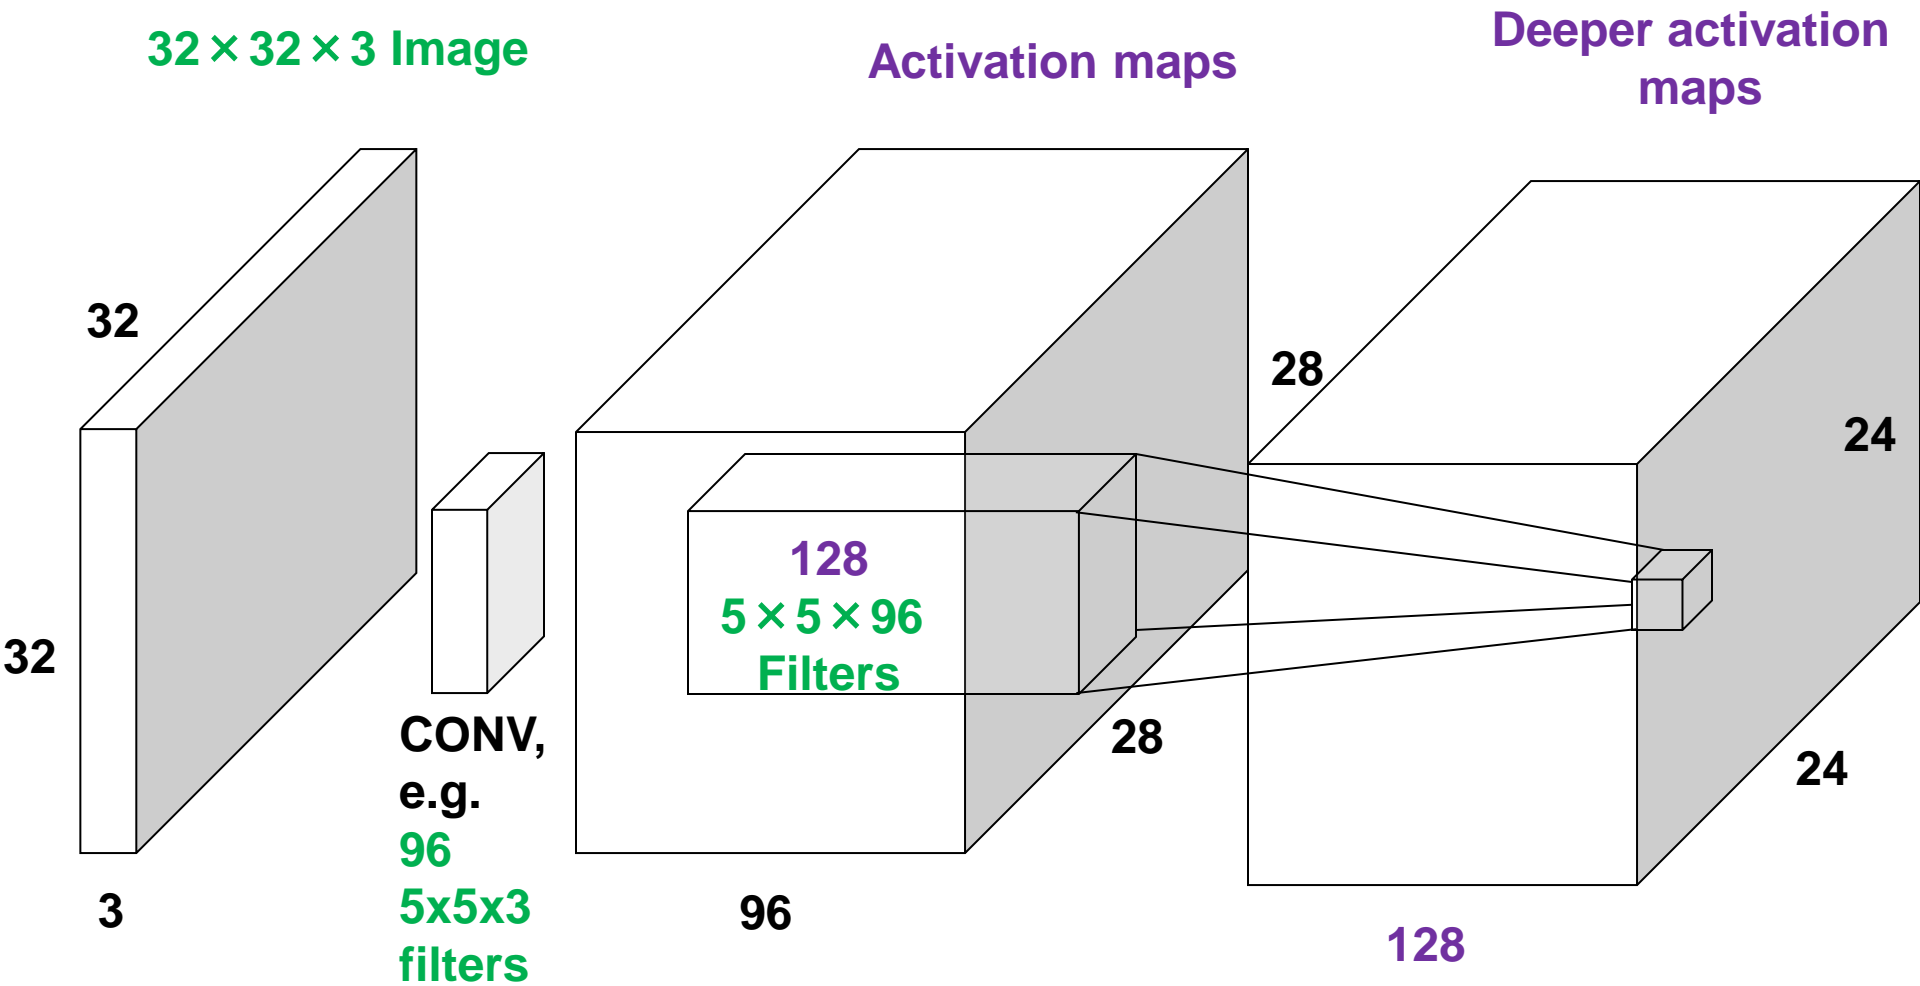 32×32×3 Image
Activation maps
Deeper activation
maps
32
32
3
CONV,
e.g.
96
5x5x3
filters
128
5×5×96
Filters
96
28
28
24
24
128